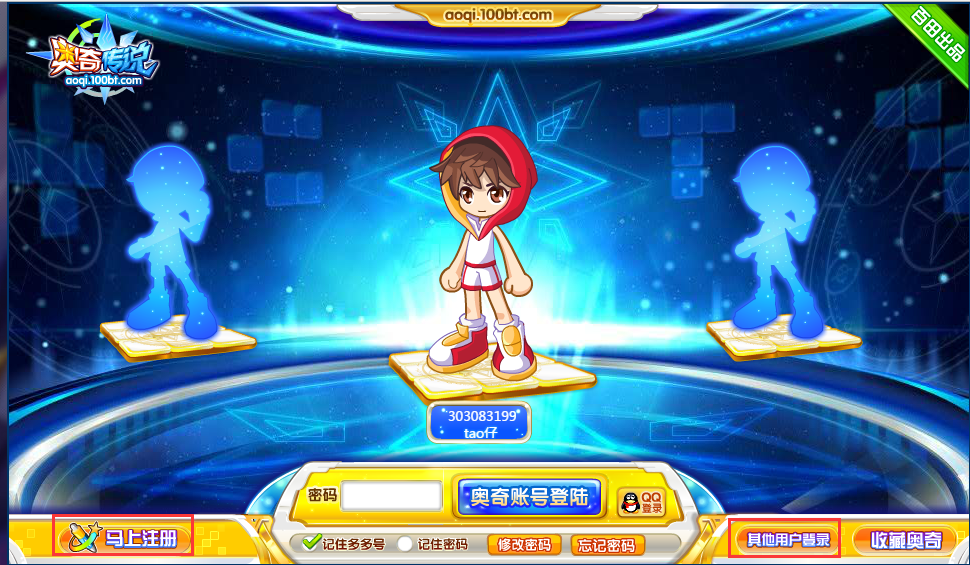 aoqi.100bt.com
百田出品
奥奇传说
aoqi.100bt.com
303083199
tao仔
密码
奥奇账号登陆
QQ
登录
马上注册
记住多多号
记住密码
修改密码
忘记密码
其他用户登录
收藏奥奇